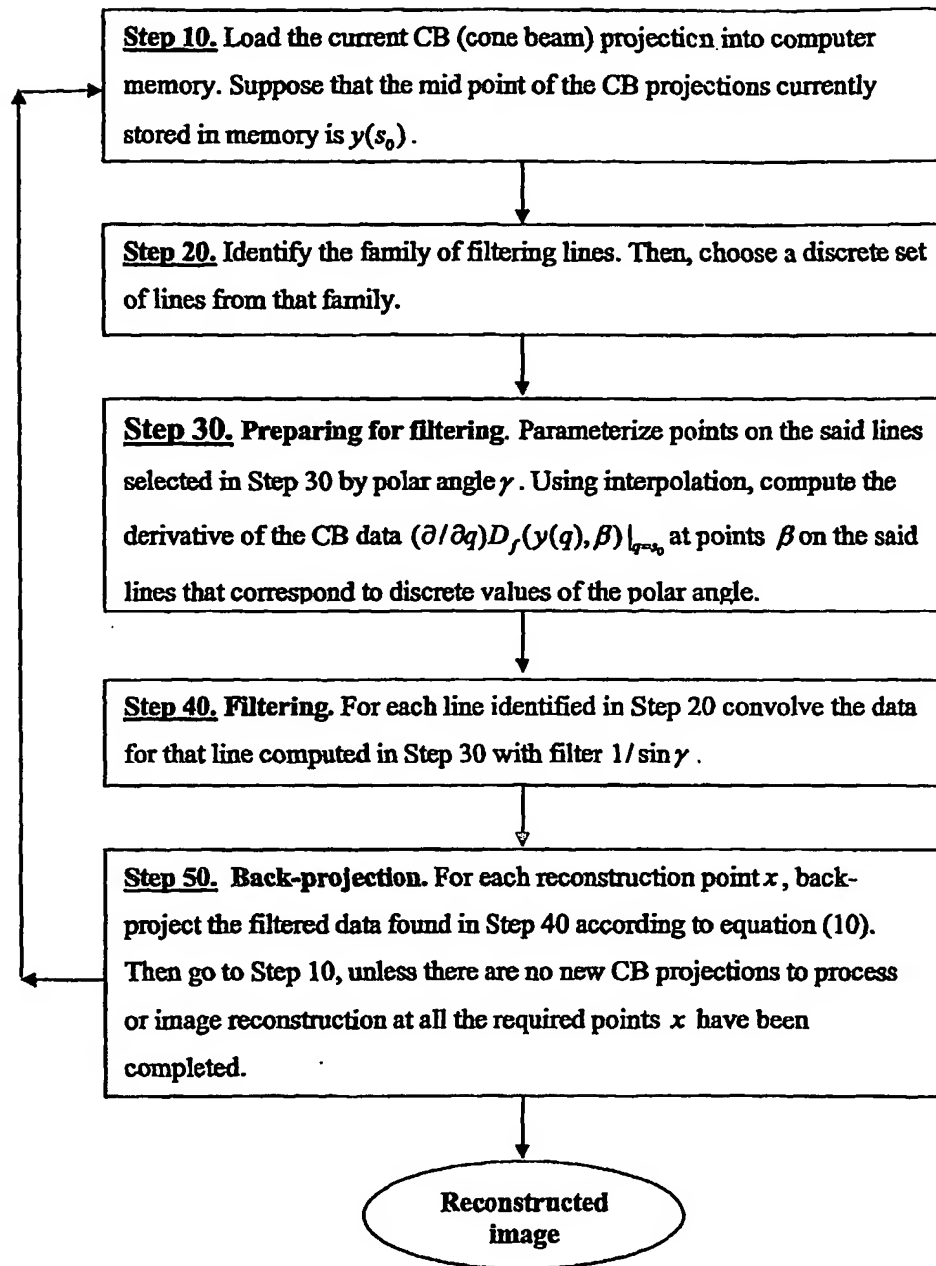 Step 10. Load the current CB (cone beam) projection into computer
memory. Suppose that the mid point of the CB projections currently
stored in memory is y(s₀).
Step 20. Identify the family of filtering lines. Then, choose a discrete set
of lines from that family.
Step 30. Preparing for filtering. Parameterize points on the said lines
selected in Step 30 by polar angle γ. Using interpolation, compute the
derivative of the CB data (∂/∂q)D_f(y(q),β)|_{q=s₀} at points β on the said
lines that correspond to discrete values of the polar angle.
Step 40. Filtering. For each line identified in Step 20 convolve the data
for that line computed in Step 30 with filter 1/sin γ.
Step 50. Back-projection. For each reconstruction point x, back-
project the filtered data found in Step 40 according to equation (10).
Then go to Step 10, unless there are no new CB projections to process
or image reconstruction at all the required points x have been
completed.
Reconstructed
image